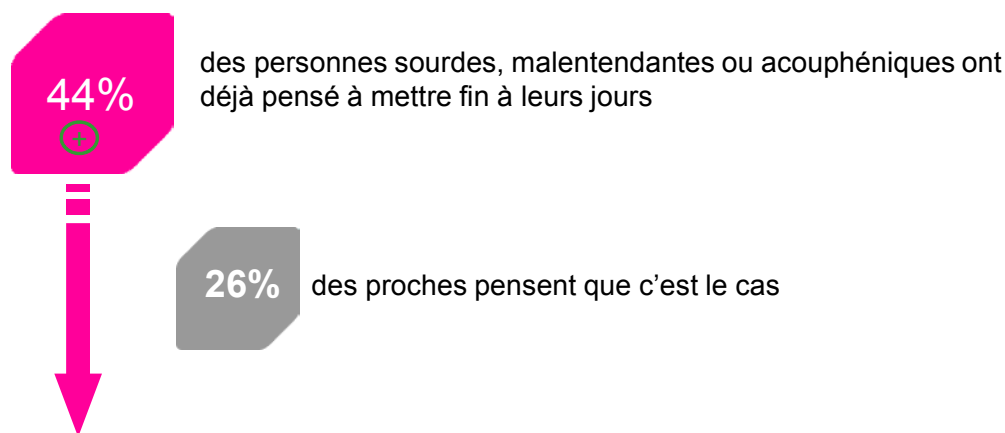 44%
+
des personnes sourdes, malentendantes ou acouphéniques ont
déjà pensé à mettre fin à leurs jours
26%
des proches pensent que c’est le cas